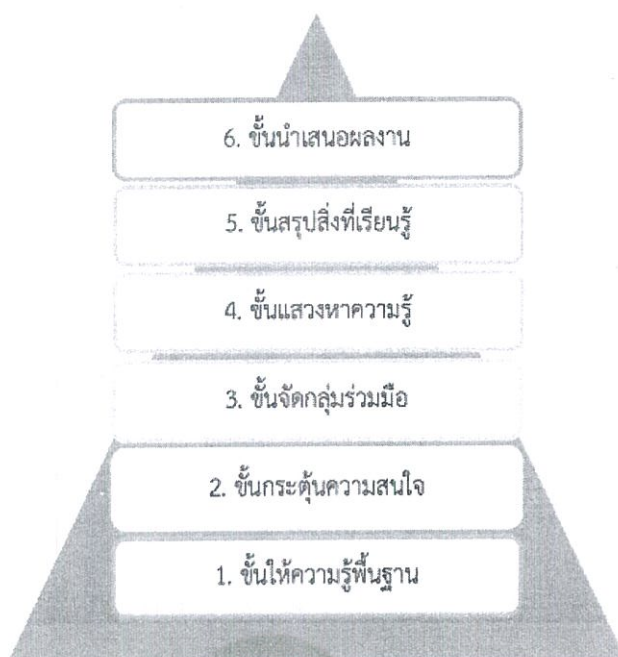 6. ขั้นนำเสนอผลงาน
5. ขั้นสรุปสิ่งที่เรียนรู้
4. ขั้นแสวงหาความรู้
3. ขั้นจัดกลุ่มร่วมมือ
2. ขั้นกระตุ้นความสนใจ
1. ขั้นให้ความรู้พื้นฐาน